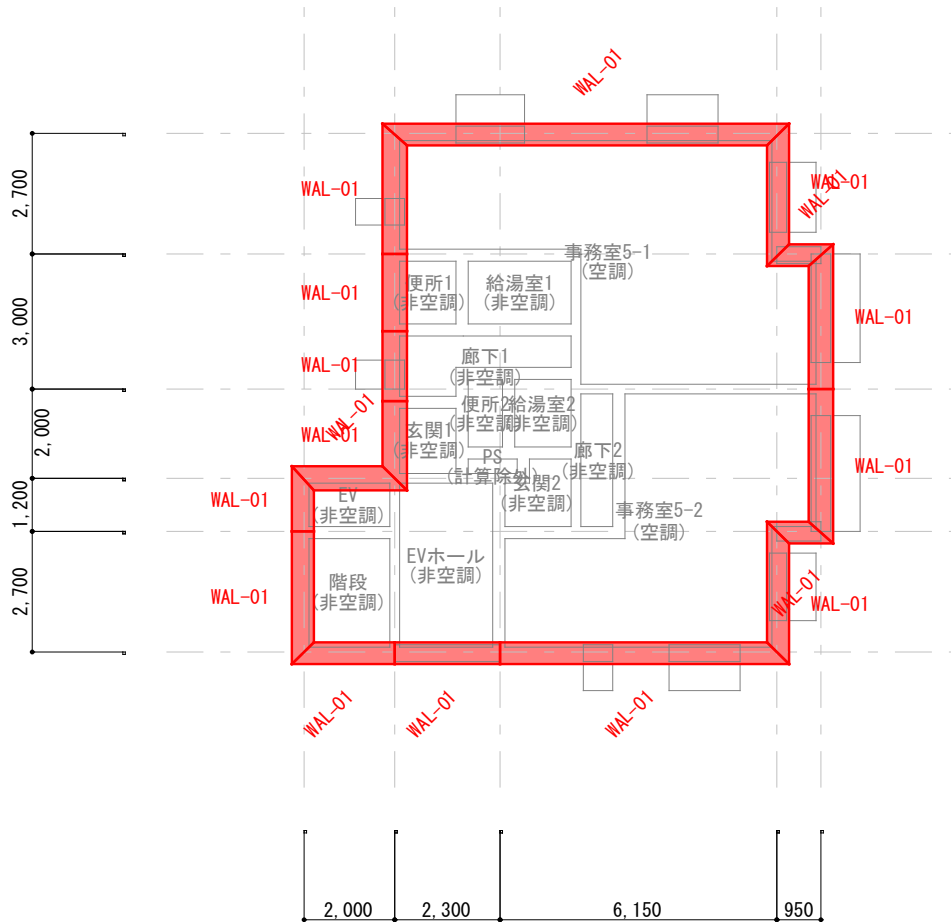 WAL-01
2,700
WAL-01
WAL-01
WAL-01
事務室5-1
(空調)
3,000
WAL-01
便所1
(非空調)
給湯室1
(非空調)
WAL-01
WAL-01
廊下1
(非空調)
2,000
WAL-01
WAL-01
玄関1
(非空調)
便所2
(非空調)
給湯室2
(非空調)
廊下2
(非空調)
WAL-01
PS
(計算除外)
玄関2
(非空調)
1,200
WAL-01
EV
(非空調)
事務室5-2
(空調)
2,700
WAL-01
階段
(非空調)
EVホール
(非空調)
WAL-01
WAL-01
WAL-01
WAL-01
WAL-01
2,000
2,300
6,150
950